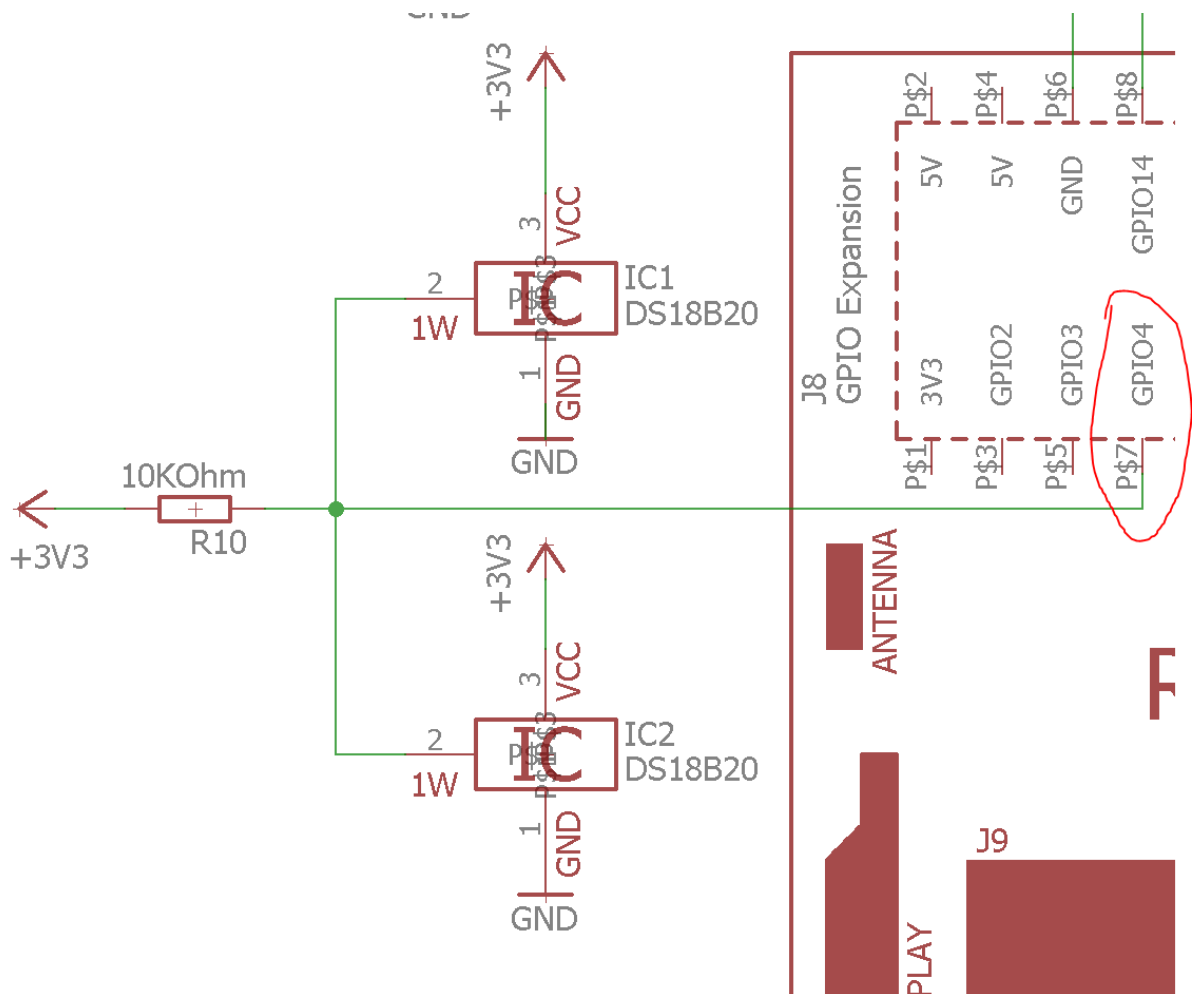 +3V3
3
VCC
2
1W
IC
IC1
DS18B20
1
GND
GND
10KOhm
R10
+3V3
+3V3
3
VCC
2
1W
IC
IC2
DS18B20
1
GND
GND
P$2
P$4
P$6
P$8
5V
5V
GND
GPIO14
J8
GPIO Expansion
3V3
GPIO2
GPIO3
GPIO4
P$1
P$3
P$5
P$7
ANTENNA
J9
PLAY